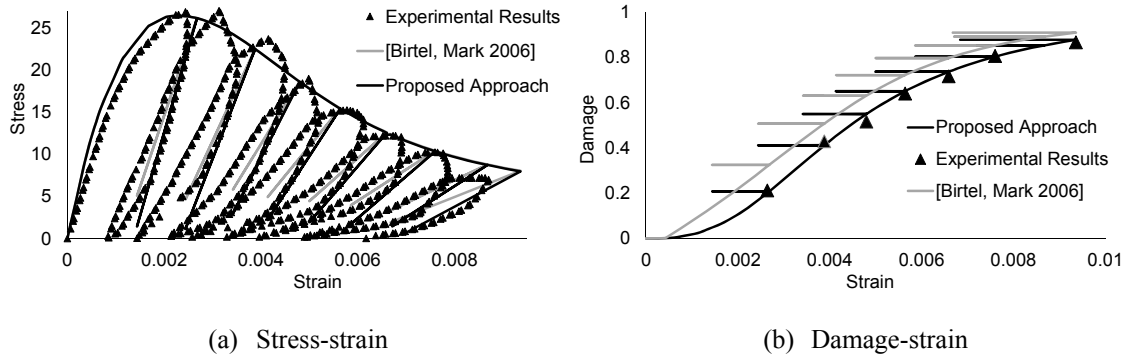 25
20
15
10
5
0
Stress
0
0.002
0.004
0.006
0.008
Strain
Experimental Results
[Birtel, Mark 2006]
Proposed Approach
(a) Stress-strain
1
0.8
0.6
0.4
0.2
0
Damage
0
0.002
0.004
0.006
0.008
0.01
Strain
Proposed Approach
Experimental Results
[Birtel, Mark 2006]
(b) Damage-strain